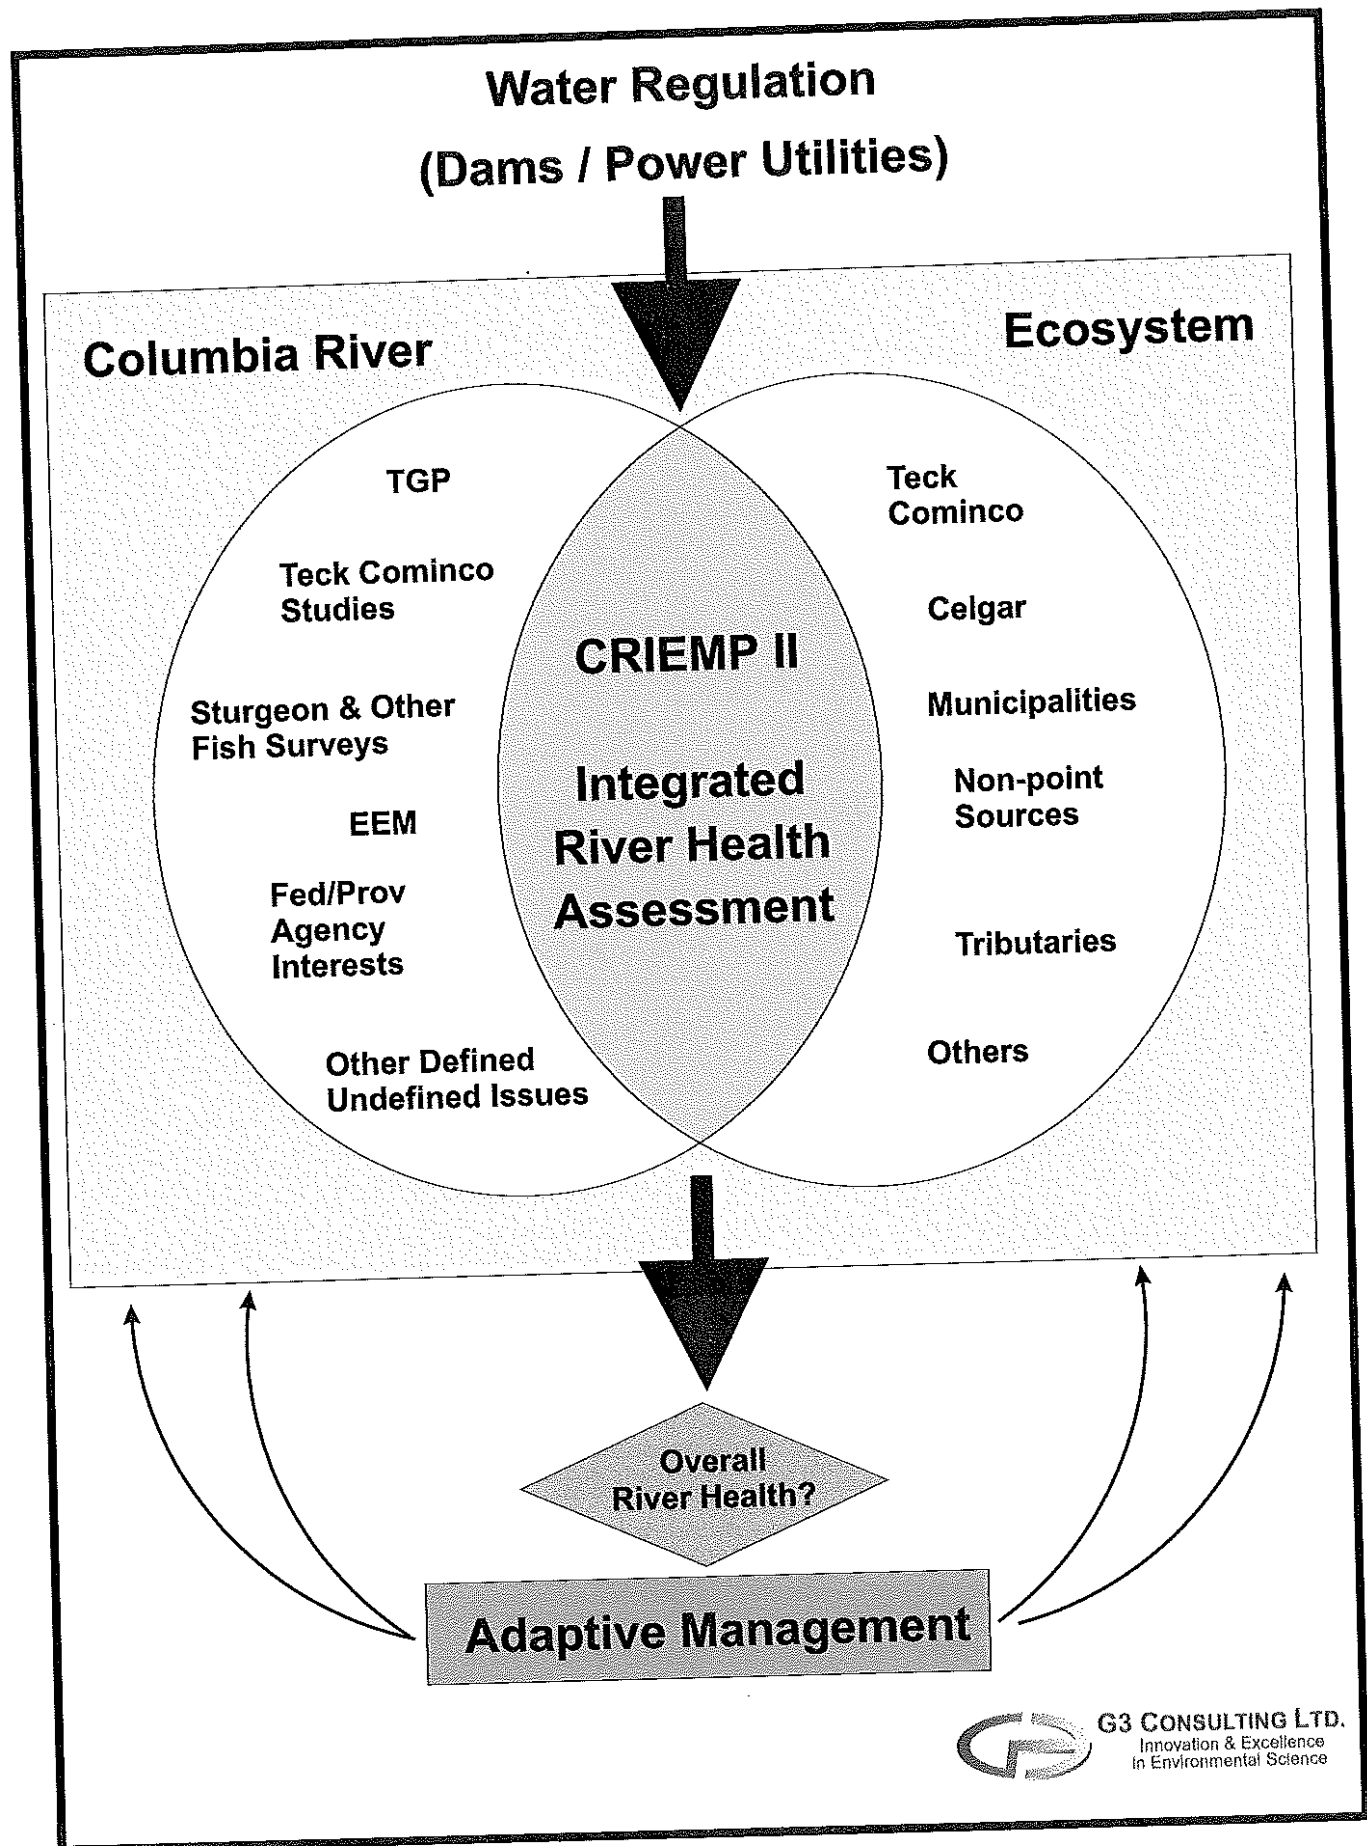 Water Regulation
(Dams / Power Utilities)
Columbia River
Ecosystem
TGP
Teck Cominco
Studies
Sturgeon & Other
Fish Surveys
EEM
Fed/Prov
Agency
Interests
Other Defined
Undefined Issues
CRIEMP II
Integrated
River Health
Assessment
Teck
Cominco
Celgar
Municipalities
Non-point
Sources
Tributaries
Others
Overall
River Health?
Adaptive Management
G3 CONSULTING LTD.
Innovation & Excellence
in Environmental Science